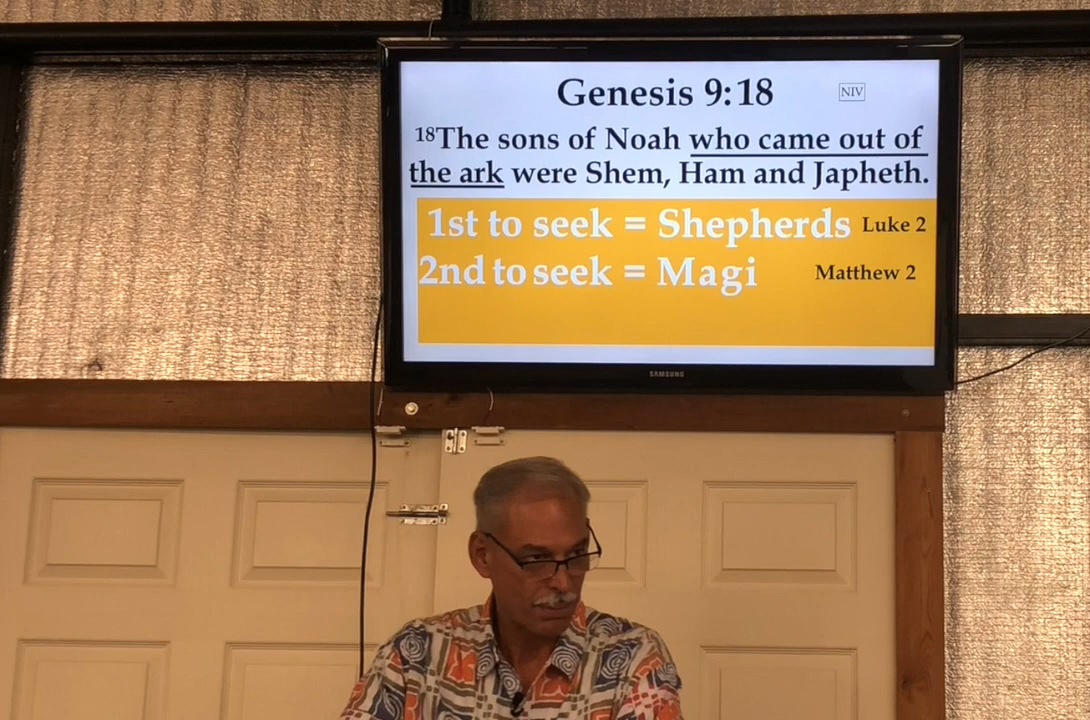 Genesis 9:18 NIV
18The sons of Noah who came out of
the ark were Shem, Ham and Japheth.
1st to seek = Shepherds Luke 2
2nd to seek = Magi Matthew 2
SAMSUNG